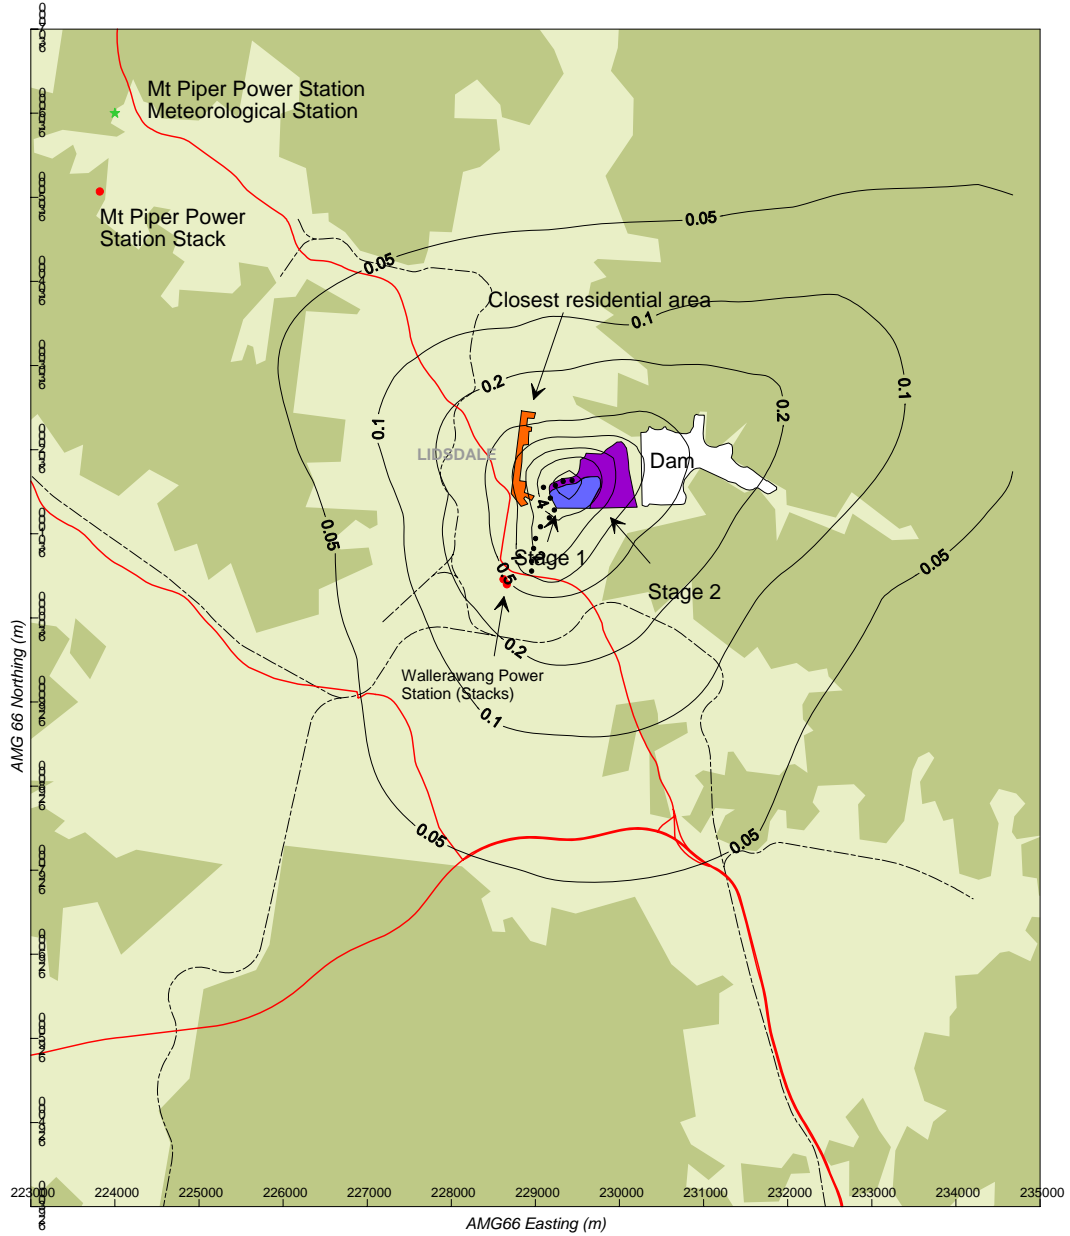 Mt Piper Power Station
Meteorological Station
Mt Piper Power
Station Stack
0.05
0.05
Closest residential area
0.1
0.2
0.1
0.2
0.1
LIDSDALE
Dam
4
0.05
Stage 1
0.5
0.05
Stage 2
0.2
Wallerawang Power
Station (Stacks)
0.1
AMG 66 Northing (m)
0.05
0.05
223000 224000 225000 226000 227000 228000 229000 230000 231000 232000 233000 234000 235000
AMG66 Easting (m)